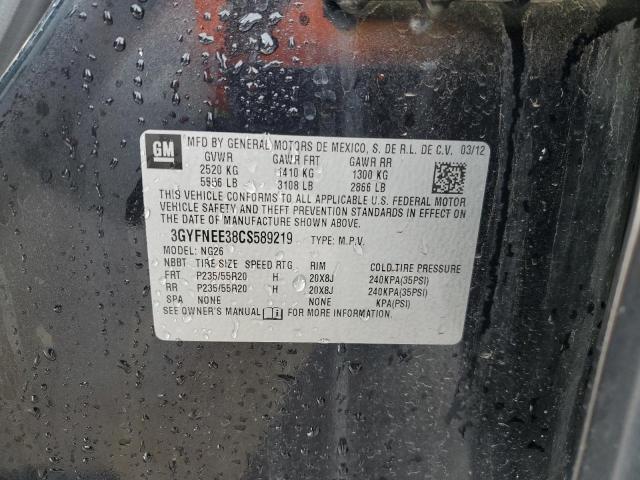 GM
MFD BY GENERAL MOTORS DE MEXICO, S. DE R.L. DE C.V. 03/12
GVWR GAWR FRT GAWR RR
2520 KG 1410 KG 1300 KG
5556 LB 3108 LB 2866 LB
THIS VEHICLE CONFORMS TO ALL APPLICABLE U.S. FEDERAL MOTOR
VEHICLE SAFETY AND THEFT PREVENTION STANDARDS IN EFFECT ON
THE DATE OF MANUFACTURE SHOWN ABOVE.
3GYFNEE38CS589219 TYPE: M.P.V.
MODEL: NG26
NBBT TIRE SIZE SPEED RTG RIM COLD TIRE PRESSURE
FRT P235/55R20 H 20X8J 240KPA(35PSI)
RR P235/55R20 H 20X8J 240KPA(35PSI)
SPA NONE NONE KPA(PSI)
SEE OWNER'S MANUAL FOR MORE INFORMATION.